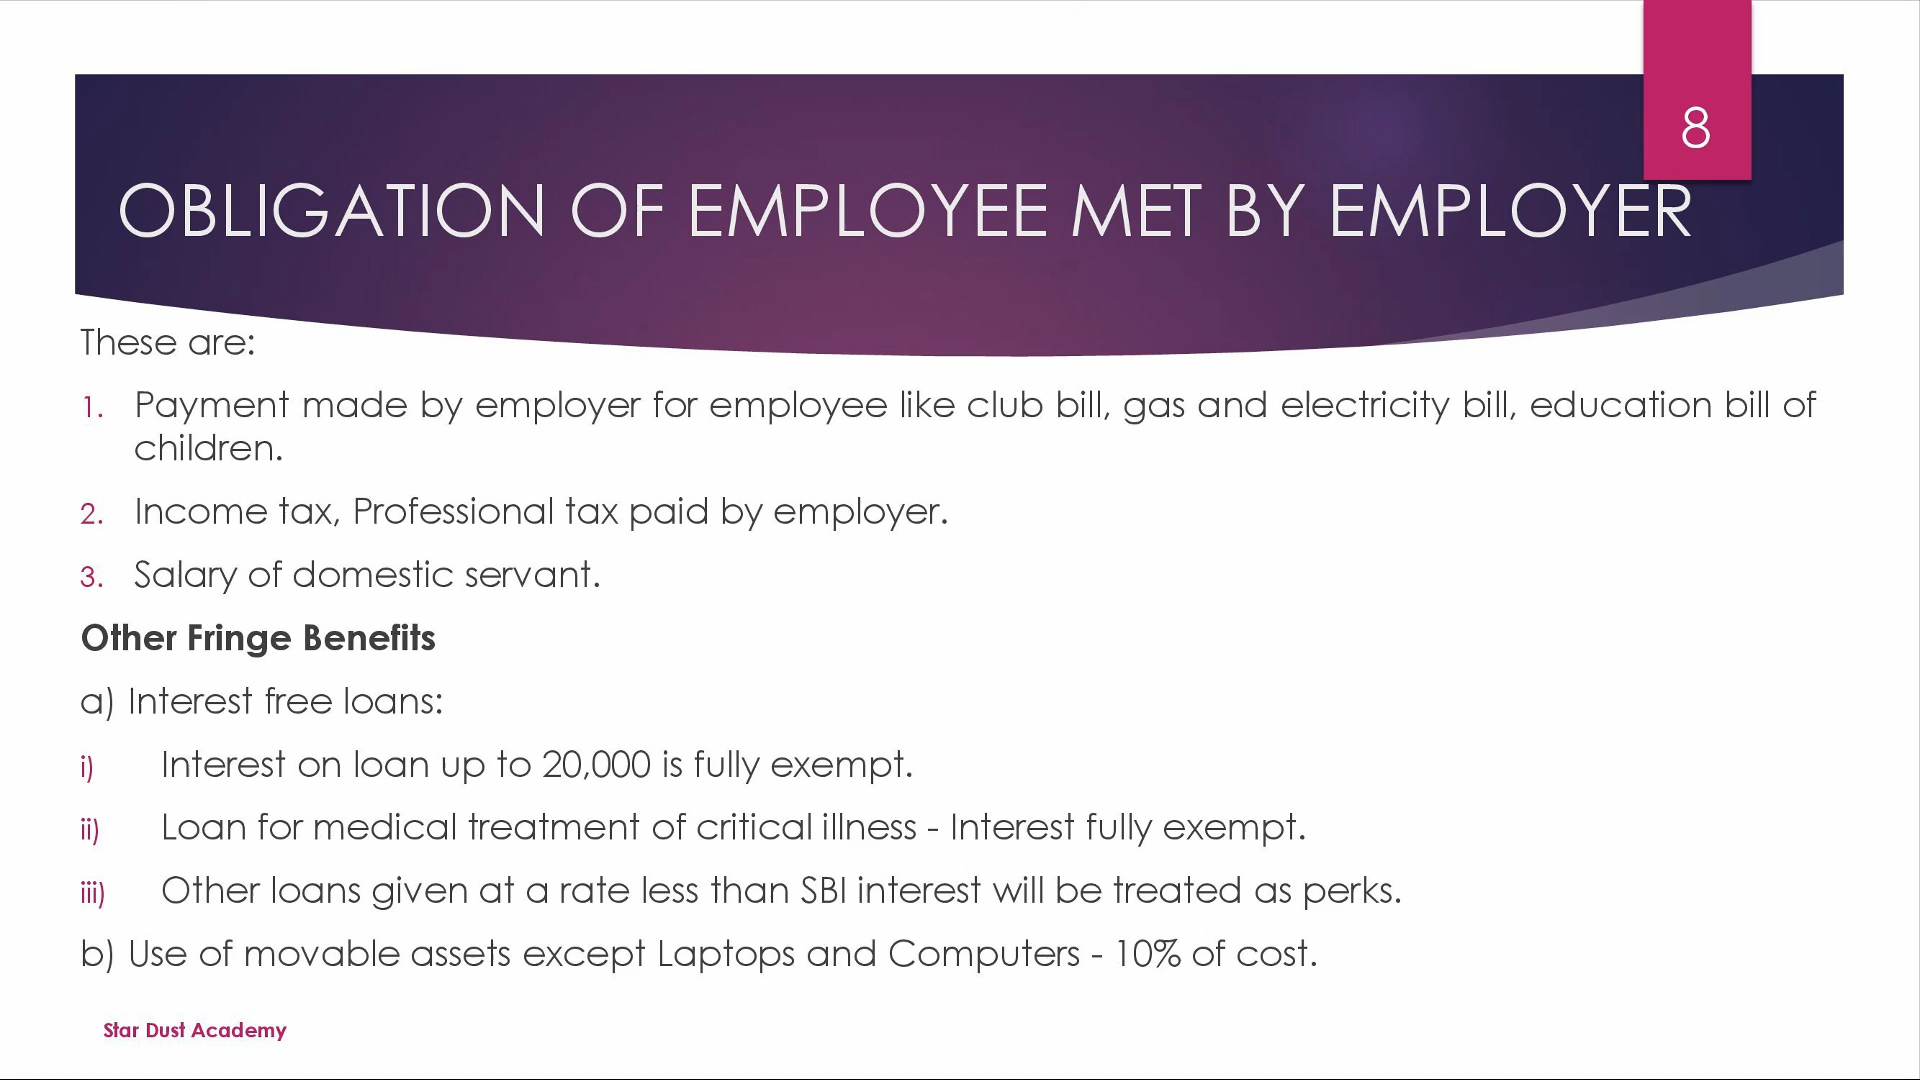 8
OBLIGATION OF EMPLOYEE MET BY EMPLOYER
These are:
1. Payment made by employer for employee like club bill, gas and electricity bill, education bill of
children.
2. Income tax, Professional tax paid by employer.
3. Salary of domestic servant.
Other Fringe Benefits
a) Interest free loans:
i) Interest on loan up to 20,000 is fully exempt.
ii) Loan for medical treatment of critical illness - Interest fully exempt.
iii) Other loans given at a rate less than SBI interest will be treated as perks.
b) Use of movable assets except Laptops and Computers - 10% of cost.
Star Dust Academy